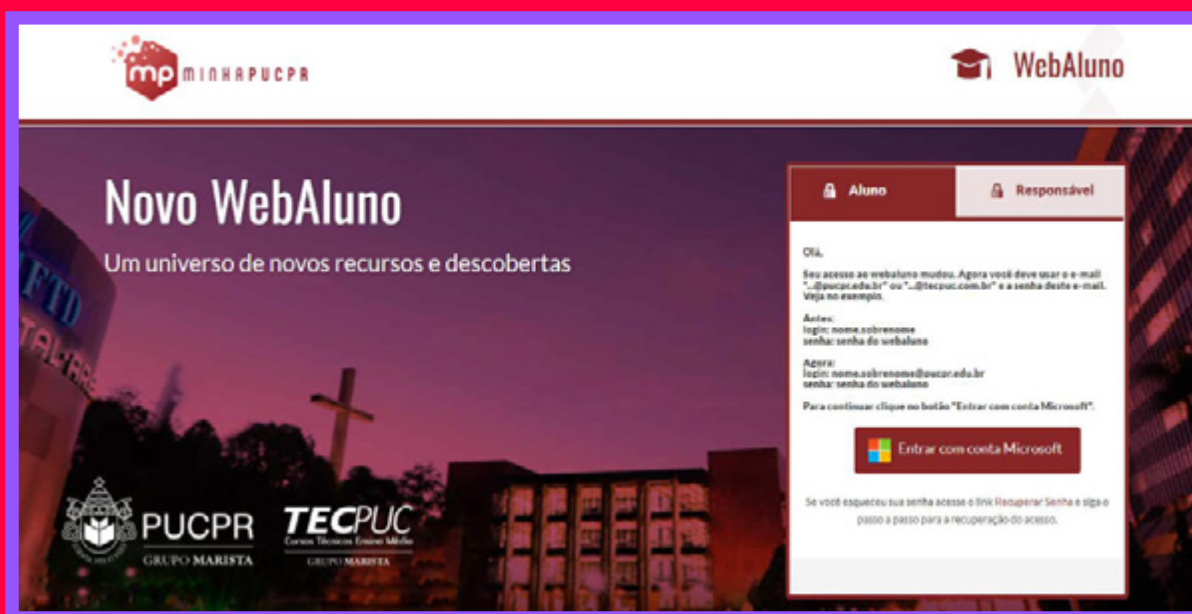 mp MINHAPUCPR
WebAluno
Novo WebAluno
Um universo de novos recursos e descobertas
FTD
PUCPR
GRUPO MARISTA
TECPUC
Cursos Técnicos Ensino Médio
GRUPO MARISTA
Aluno
Responsável
Olá,
Seu acesso ao webaluno mudou. Agora você deve usar o e-mail
"...@pucpr.edu.br" ou "...@tecpuc.com.br" e a senha deste e-mail.
Veja no exemplo.
Antes:
login: nome.sobrenome
senha: senha do webaluno
Agora:
login: nome.sobrenome@pucpr.edu.br
senha: senha do webaluno
Para continuar clique no botão "Entrar com conta Microsoft".
Entrar com conta Microsoft
Se você esqueceu sua senha acesse o link Recuperar Senha e siga o
passo a passo para a recuperação do acesso.